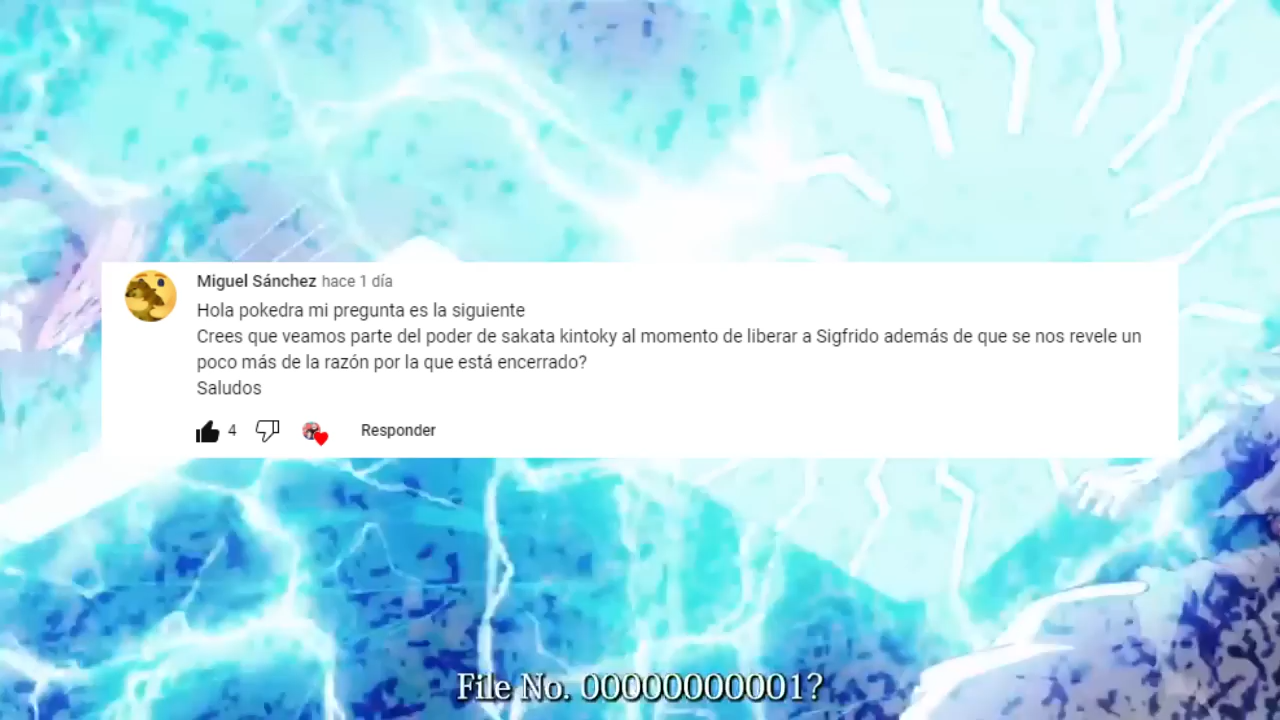 Miguel Sánchez hace 1 día
Hola pokedra mi pregunta es la siguiente
Crees que veamos parte del poder de sakata kintoky al momento de liberar a Sigfrido además de que se nos revele un
poco más de la razón por la que está encerrado?
Saludos
4 Responder
File No. 00000000001?